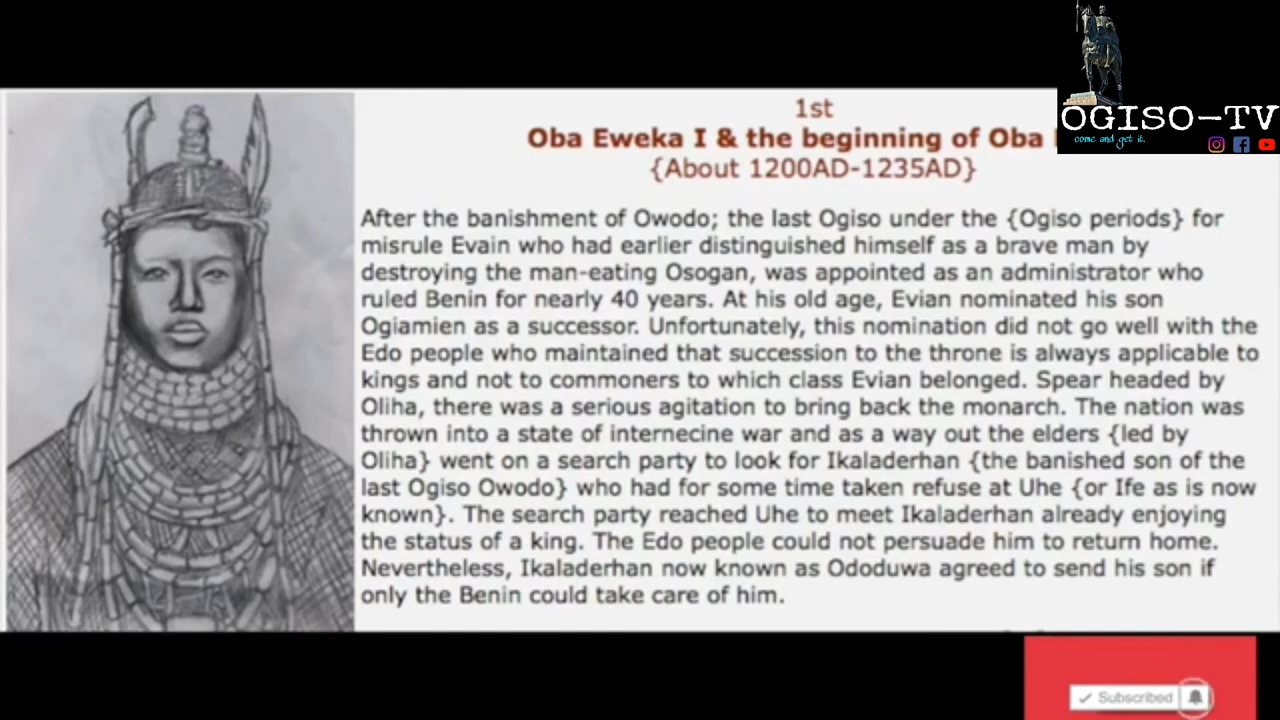 1st
Oba Eweka I & the beginning of Oba
{About 1200AD-1235AD}
OGISO-TV
come and get it.
After the banishment of Owodo; the last Ogiso under the {Ogiso periods} for
misrule Evain who had earlier distinguished himself as a brave man by
destroying the man-eating Osogan, was appointed as an administrator who
ruled Benin for nearly 40 years. At his old age, Evian nominated his son
Ogiamien as a successor. Unfortunately, this nomination did not go well with the
Edo people who maintained that succession to the throne is always applicable to
kings and not to commoners to which class Evian belonged. Spear headed by
Oliha, there was a serious agitation to bring back the monarch. The nation was
thrown into a state of internecine war and as a way out the elders {led by
Oliha} went on a search party to look for Ikaladerhan {the banished son of the
last Ogiso Owodo} who had for some time taken refuse at Uhe {or Ife as is now
known}. The search party reached Uhe to meet Ikaladerhan already enjoying
the status of a king. The Edo people could not persuade him to return home.
Nevertheless, Ikaladerhan now known as Ododuwa agreed to send his son if
only the Benin could take care of him.
Subscribed